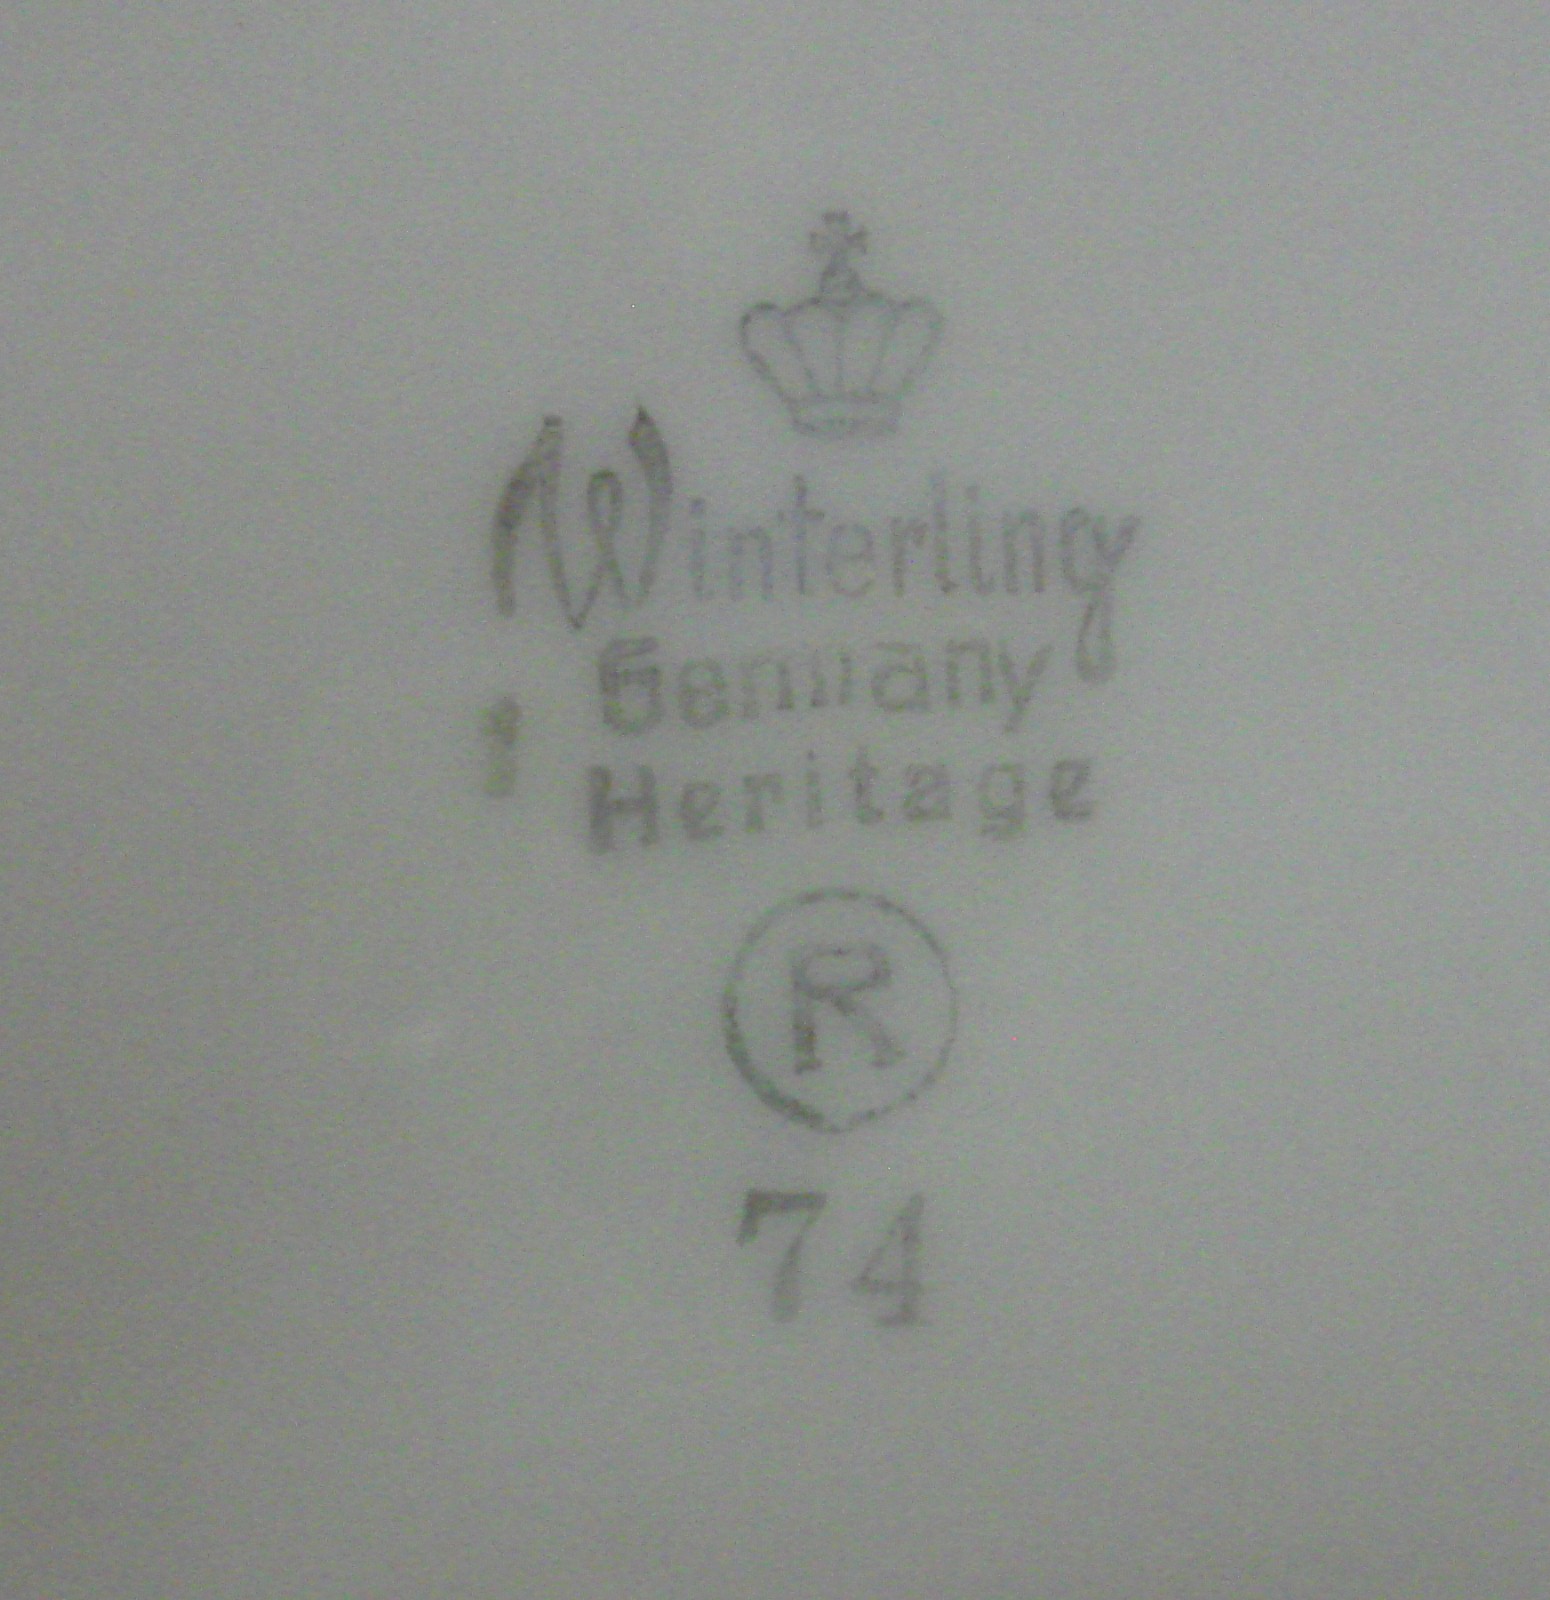 Winterling
Germany
Heritage
R
74